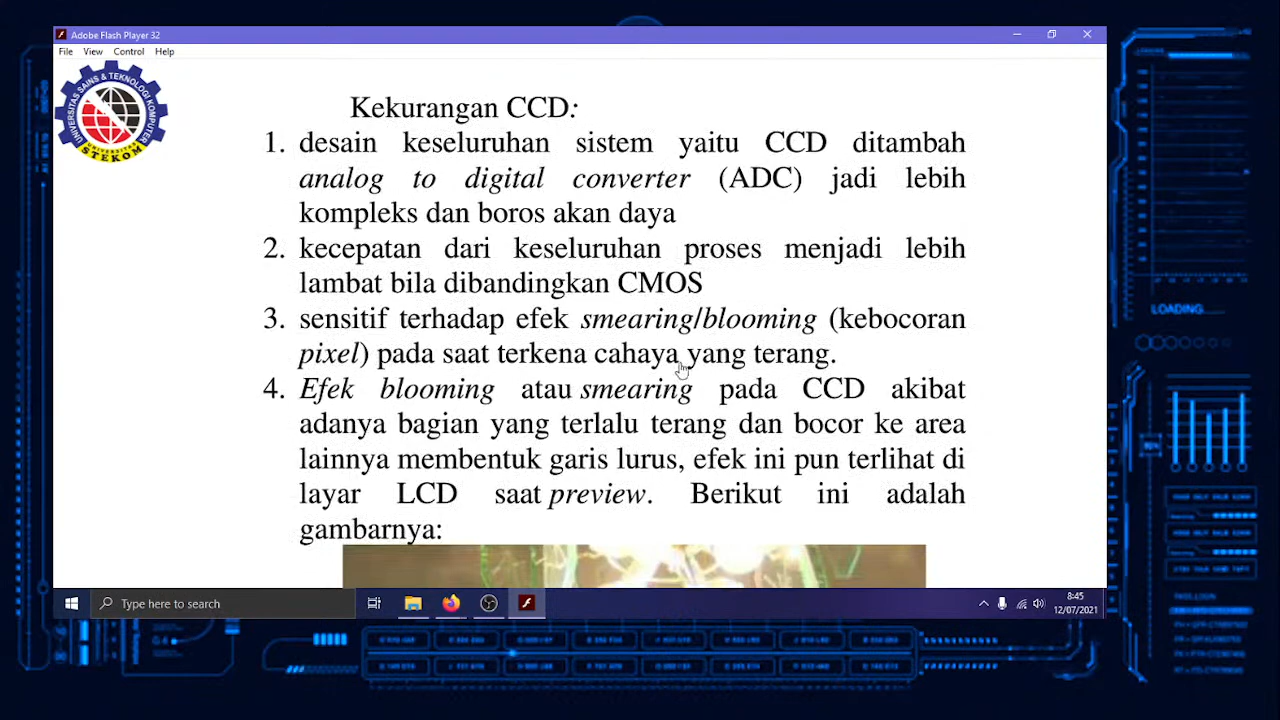 Adobe Flash Player 32
File View Control Help
UNIVERSITAS SAINS & TEKNOLOGI KOMPUTER
UNIVERSITAS
STEKOM
Kekurangan CCD:
1. desain keseluruhan sistem yaitu CCD ditambah
analog to digital converter (ADC) jadi lebih
kompleks dan boros akan daya
2. kecepatan dari keseluruhan proses menjadi lebih
lambat bila dibandingkan CMOS
3. sensitif terhadap efek smearing/blooming (kebocoran
pixel) pada saat terkena cahaya yang terang.
4. Efek blooming atau smearing pada CCD akibat
adanya bagian yang terlalu terang dan bocor ke area
lainnya membentuk garis lurus, efek ini pun terlihat di
layar LCD saat preview. Berikut ini adalah
gambarnya:
LOADING
Type here to search
8:45
12/07/2021